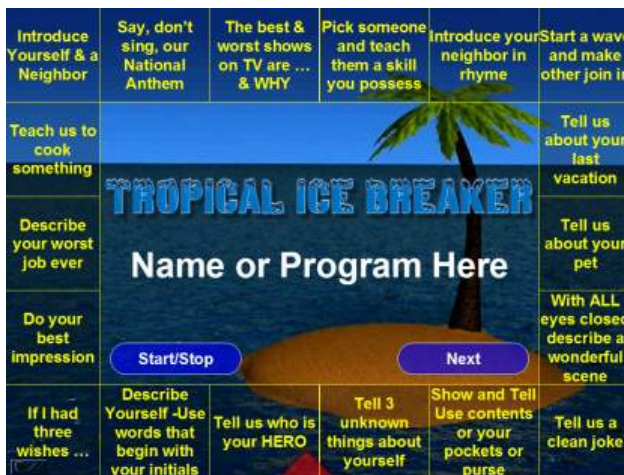 Introduce
Yourself & a
Neighbor
Say, don't
sing, our
National
Anthem
The best &
worst shows
on TV are ...
& WHY
Pick someone
and teach
them a skill
you possess
Introduce your
neighbor in
rhyme
Start a wave
and make
other join in
Teach us to
cook
something
Tell us
about your
last
vacation
TROPICAL ICE BREAKER
Describe
your worst
job ever
Name or Program Here
Tell us
about your
pet
Do your
best
impression
Start/Stop
Next
With ALL
eyes closed
describe a
wonderful
scene
If I had
three
wishes ...
Describe
Yourself -Use
words that
begin with
your initials
Tell us who is
your HERO
Tell 3
unknown
things about
yourself
Show and Tell
Use contents
or your
pockets or
purse
Tell us a
clean joke